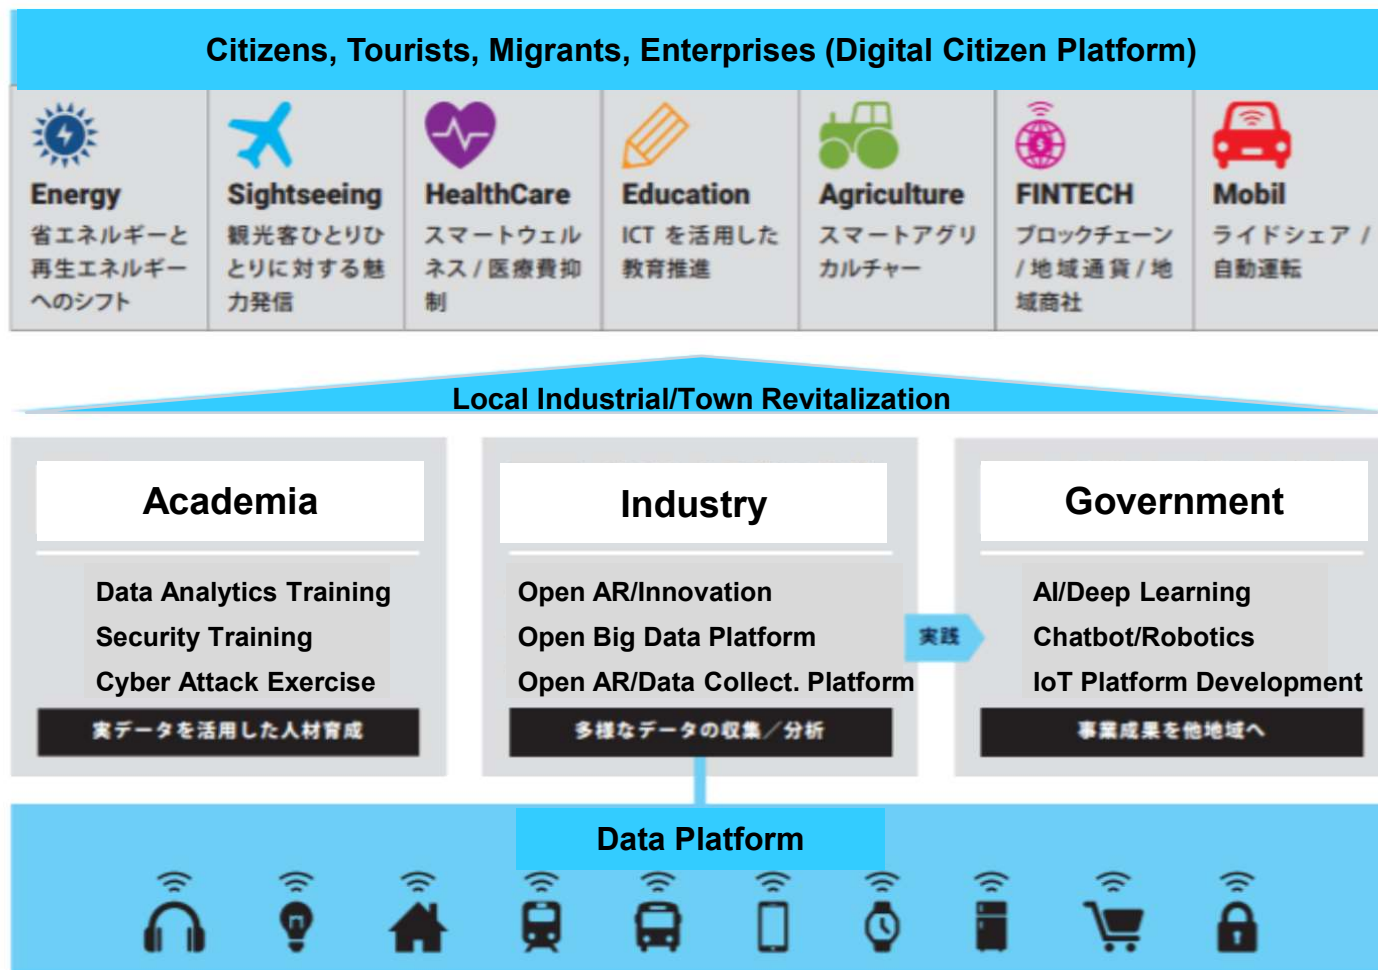 Citizens, Tourists, Migrants, Enterprises (Digital Citizen Platform)
Energy
省エネルギーと
再生エネルギー
へのシフト
Sightseeing
観光客ひとりひ
とりに対する魅
力発信
HealthCare
スマートウェル
ネス / 医療費抑
制
Education
ICT を活用した
教育推進
Agriculture
スマートアグリ
カルチャー
FINTECH
ブロックチェーン
/ 地域通貨 / 地
域商社
Mobil
ライドシェア /
自動運転
Local Industrial/Town Revitalization
Academia
Data Analytics Training
Security Training
Cyber Attack Exercise
実データを活用した人材育成
Industry
Open AR/Innovation
Open Big Data Platform
Open AR/Data Collect. Platform
多様なデータの収集／分析
実践
Government
AI/Deep Learning
Chatbot/Robotics
IoT Platform Development
事業成果を他地域へ
Data Platform